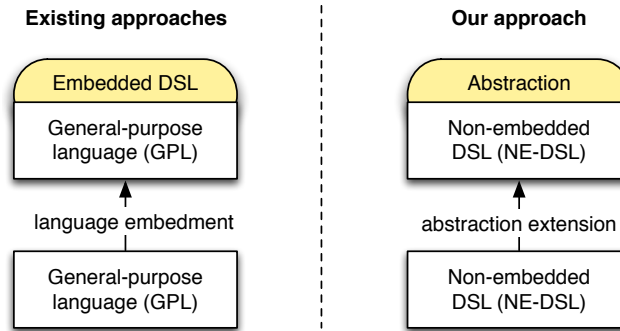 Existing approaches
Embedded DSL
General-purpose
language (GPL)
language embedment
General-purpose
language (GPL)
Our approach
Abstraction
Non-embedded
DSL (NE-DSL)
abstraction extension
Non-embedded
DSL (NE-DSL)